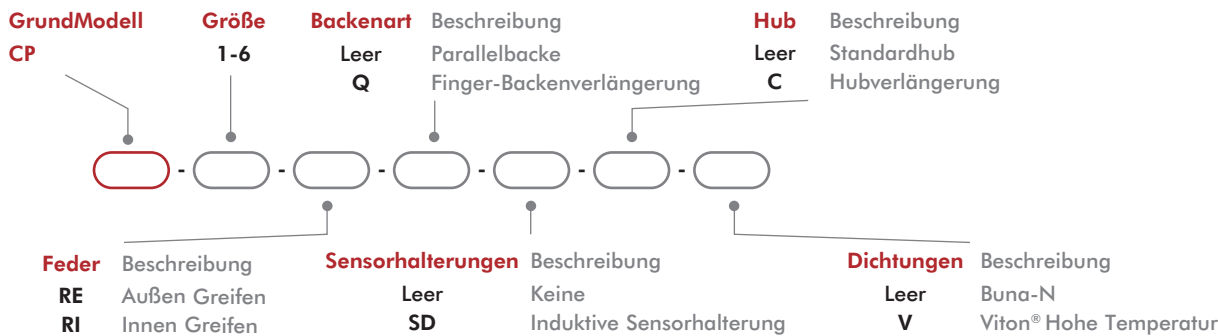 GrundModell Größe Backenart Beschreibung Hub Beschreibung
CP 1-6 Leer Parallelbacke Leer Standardhub
Q Finger-Backenverlängerung C Hubverlängerung
- - - - - -
Feder Beschreibung Sensorhalterungen Beschreibung Dichtungen Beschreibung
RE Außen Greifen Leer Keine Leer Buna-N
RI Innen Greifen SD Induktive Sensorhalterung V Viton® Hohe Temperatur